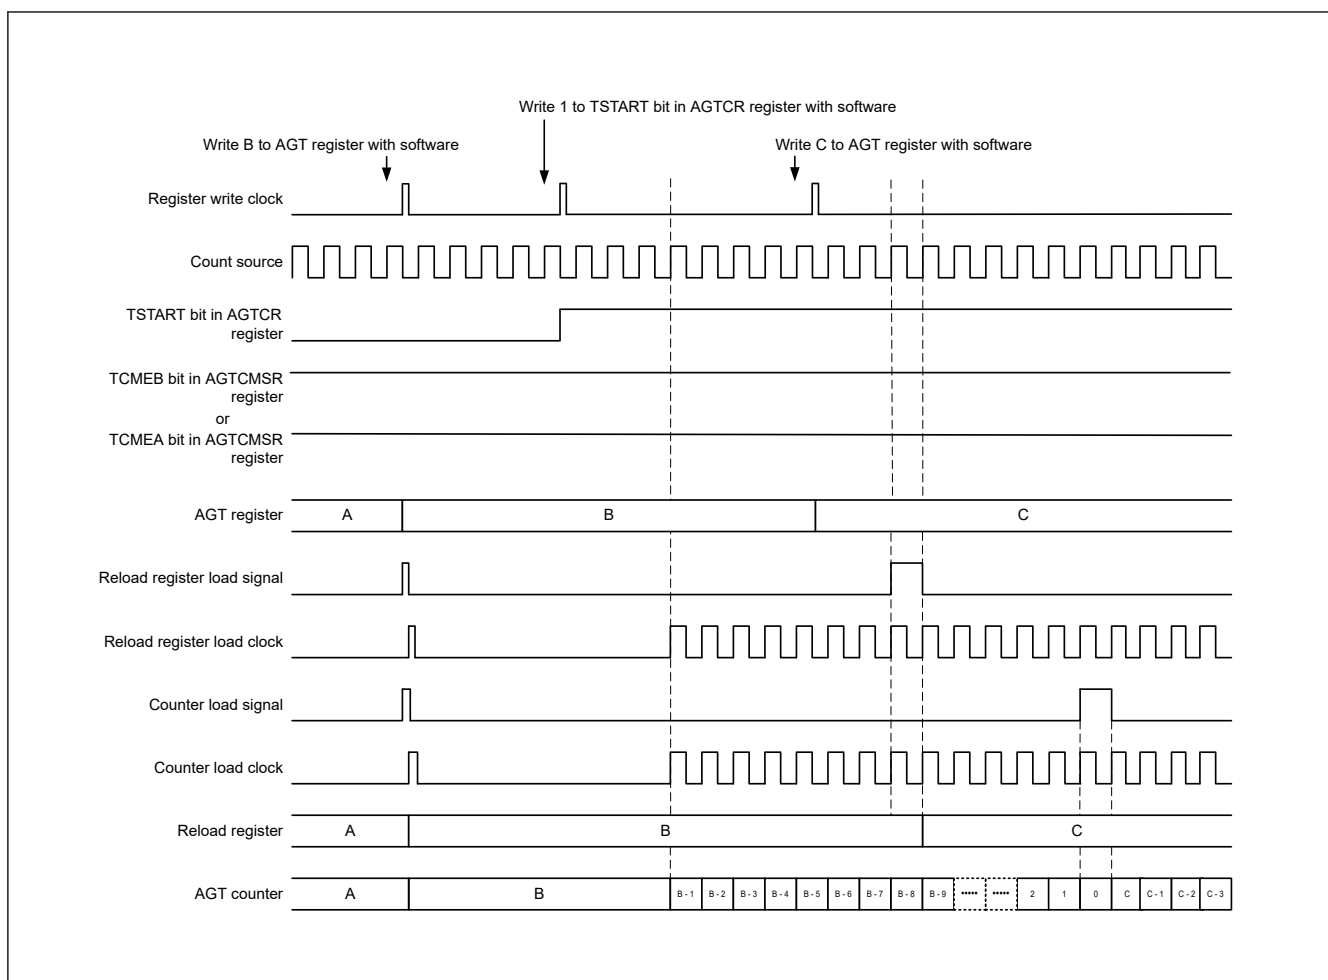 Write 1 to TSTART bit in AGTCR register with software
Write B to AGT register with software
Write C to AGT register with software
Register write clock
Count source
TSTART bit in AGTCR
register
TCMEB bit in AGTCMSR
register
or
TCMEA bit in AGTCMSR
register
AGT register
A
B
C
Reload register load signal
Reload register load clock
Counter load signal
Counter load clock
Reload register
A
B
C
AGT counter
A
B
B - 1
B - 2
B - 3
B - 4
B - 5
B - 6
B - 7
B - 8
B - 9
•••••
•••••
2
1
0
C
C - 1
C - 2
C - 3